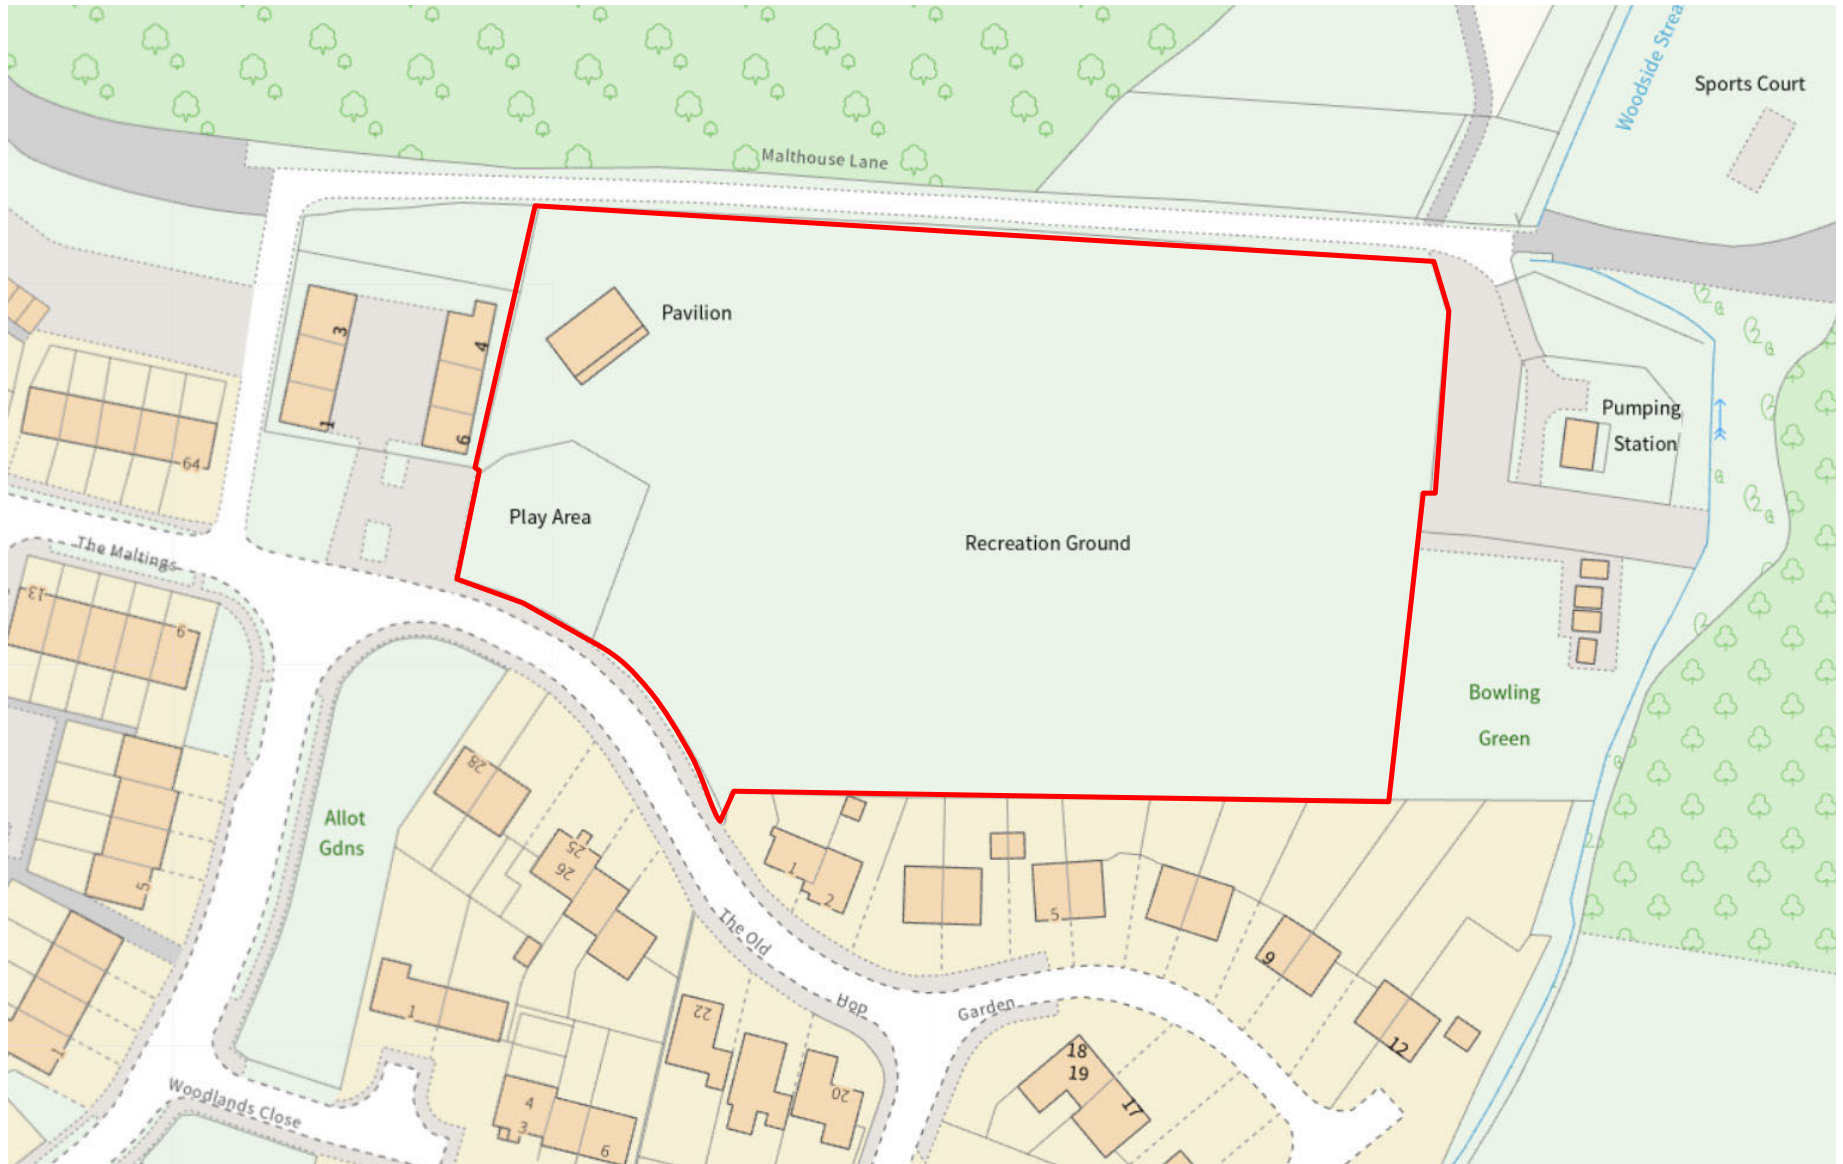 Woodside Strea
Sports Court
Malthouse Lane
Pavilion
3
4
1
6
64
Pumping
Station
Play Area
Recreation Ground
The Maltings
13
9
Bowling
Green
28
Allot
Gdns
5
25
26
1
2
5
9
12
The Old
Hop
Garden
1
22
20
18
19
17
1
Woodlands Close
4
3
6